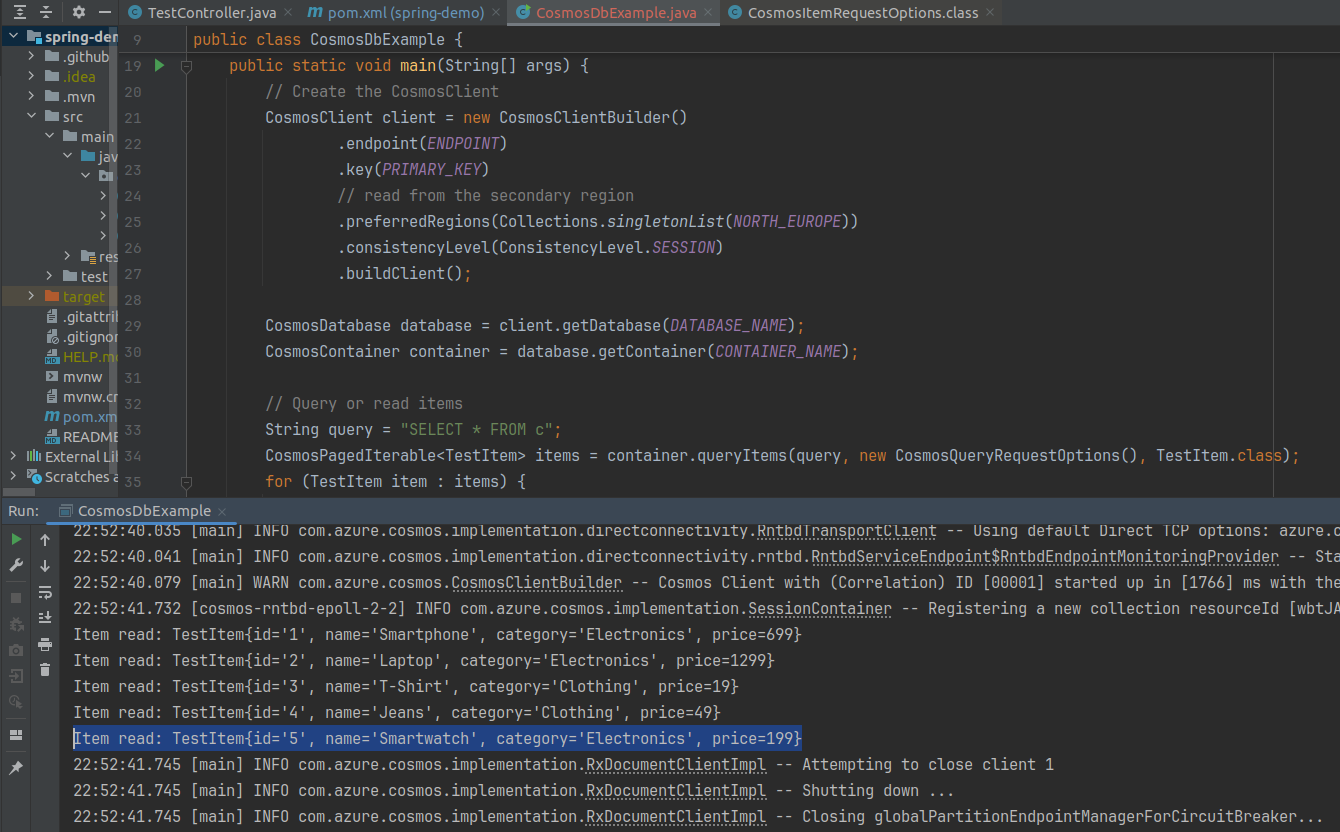 TestController.java × pom.xml (spring-demo) × CosmosDbExample.java × CosmosItemRequestOptions.class ×
spring-der
.github
.idea
.mvn
src
main
jav
res
test
target
.gitattril
.gitignor
HELP.m
mvnw
mvnw.cr
pom.xm
README
External Lil
Scratches a
9 public class CosmosDbExample {
19 public static void main(String[] args) {
20 // Create the CosmosClient
21 CosmosClient client = new CosmosClientBuilder()
22 .endpoint(ENDPOINT)
23 .key(PRIMARY_KEY)
24 // read from the secondary region
25 .preferredRegions(Collections.singletonList(NORTH_EUROPE))
26 .consistencyLevel(ConsistencyLevel.SESSION)
27 .buildClient();
28
29 CosmosDatabase database = client.getDatabase(DATABASE_NAME);
30 CosmosContainer container = database.getContainer(CONTAINER_NAME);
31
32 // Query or read items
33 String query = "SELECT * FROM c";
34 CosmosPagedIterable<TestItem> items = container.queryItems(query, new CosmosQueryRequestOptions(), TestItem.class);
35 for (TestItem item : items) {
Run: CosmosDbExample ×
22:52:40.035 [main] INFO com.azure.cosmos.implementation.directconnectivity.RntbdTransportClient -- Using default Direct TCP options: azure.c
22:52:40.041 [main] INFO com.azure.cosmos.implementation.directconnectivity.rntbd.RntbdServiceEndpoint$RntbdEndpointMonitoringProvider -- Sta
22:52:40.079 [main] WARN com.azure.cosmos.CosmosClientBuilder -- Cosmos Client with (Correlation) ID [00001] started up in [1766] ms with the
22:52:41.732 [cosmos-rntbd-epoll-2-2] INFO com.azure.cosmos.implementation.SessionContainer -- Registering a new collection resourceId [wbtJA
Item read: TestItem{id='1', name='Smartphone', category='Electronics', price=699}
Item read: TestItem{id='2', name='Laptop', category='Electronics', price=1299}
Item read: TestItem{id='3', name='T-Shirt', category='Clothing', price=19}
Item read: TestItem{id='4', name='Jeans', category='Clothing', price=49}
Item read: TestItem{id='5', name='Smartwatch', category='Electronics', price=199}
22:52:41.745 [main] INFO com.azure.cosmos.implementation.RxDocumentClientImpl -- Attempting to close client 1
22:52:41.745 [main] INFO com.azure.cosmos.implementation.RxDocumentClientImpl -- Shutting down ...
22:52:41.745 [main] INFO com.azure.cosmos.implementation.RxDocumentClientImpl -- Closing globalPartitionEndpointManagerForCircuitBreaker...